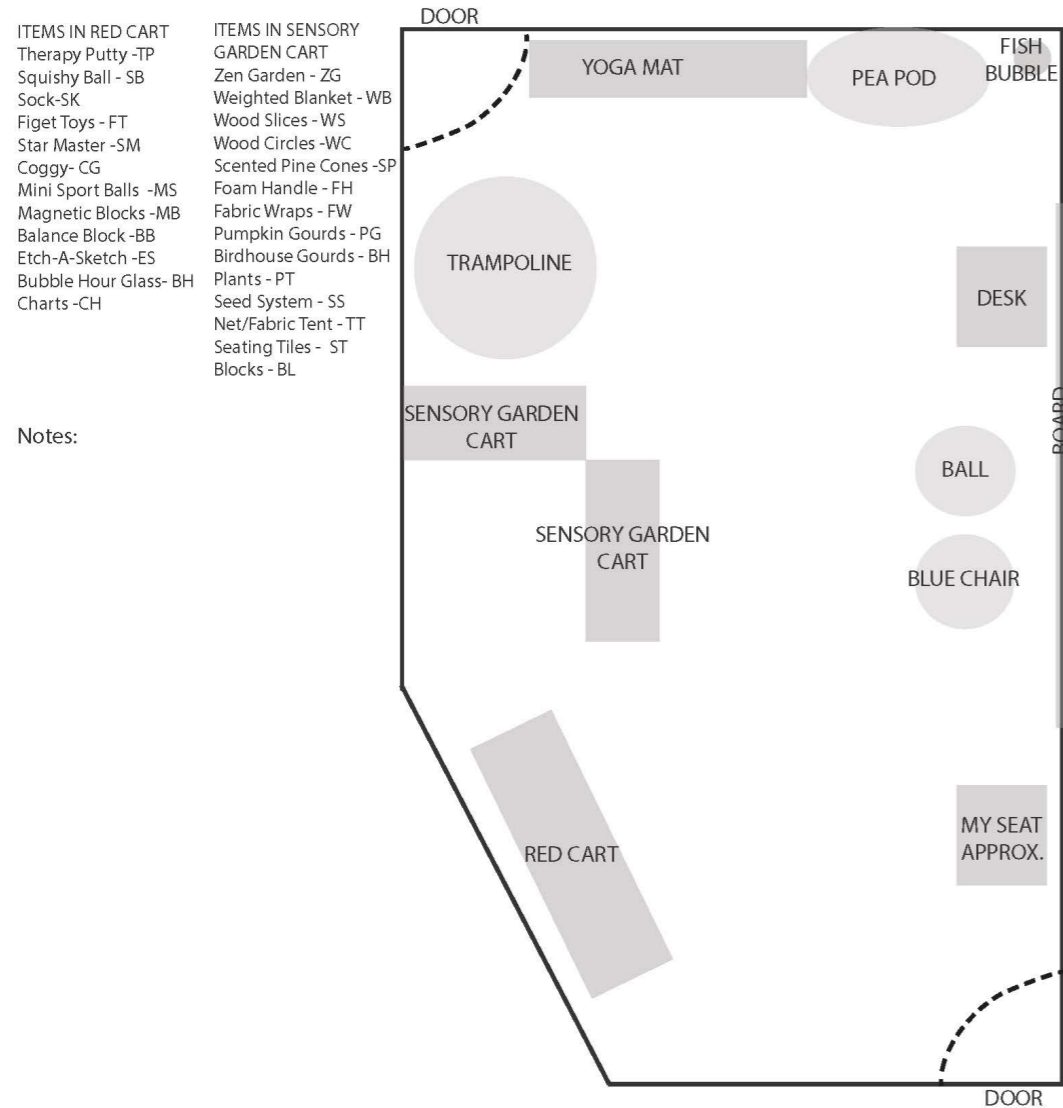 ITEMS IN RED CART
Therapy Putty -TP
Squishy Ball - SB
Sock-SK
Figet Toys - FT
Star Master -SM
Coggy- CG
Mini Sport Balls -MS
Magnetic Blocks -MB
Balance Block -BB
Etch-A-Sketch -ES
Bubble Hour Glass- BH
Charts -CH
ITEMS IN SENSORY
GARDEN CART
Zen Garden - ZG
Weighted Blanket - WB
Wood Slices - WS
Wood Circles - WC
Scented Pine Cones -SP
Foam Handle - FH
Fabric Wraps - FW
Pumpkin Gourds - PG
Birdhouse Gourds - BH
Plants - PT
Seed System - SS
Net/Fabric Tent - TT
Seating Tiles - ST
Blocks - BL
Notes:
DOOR
YOGA MAT
PEA POD
FISH
BUBBLE
TRAMPOLINE
DESK
SENSORY GARDEN
CART
BOARD
BALL
SENSORY GARDEN
CART
BLUE CHAIR
MY SEAT
APPROX.
RED CART
DOOR